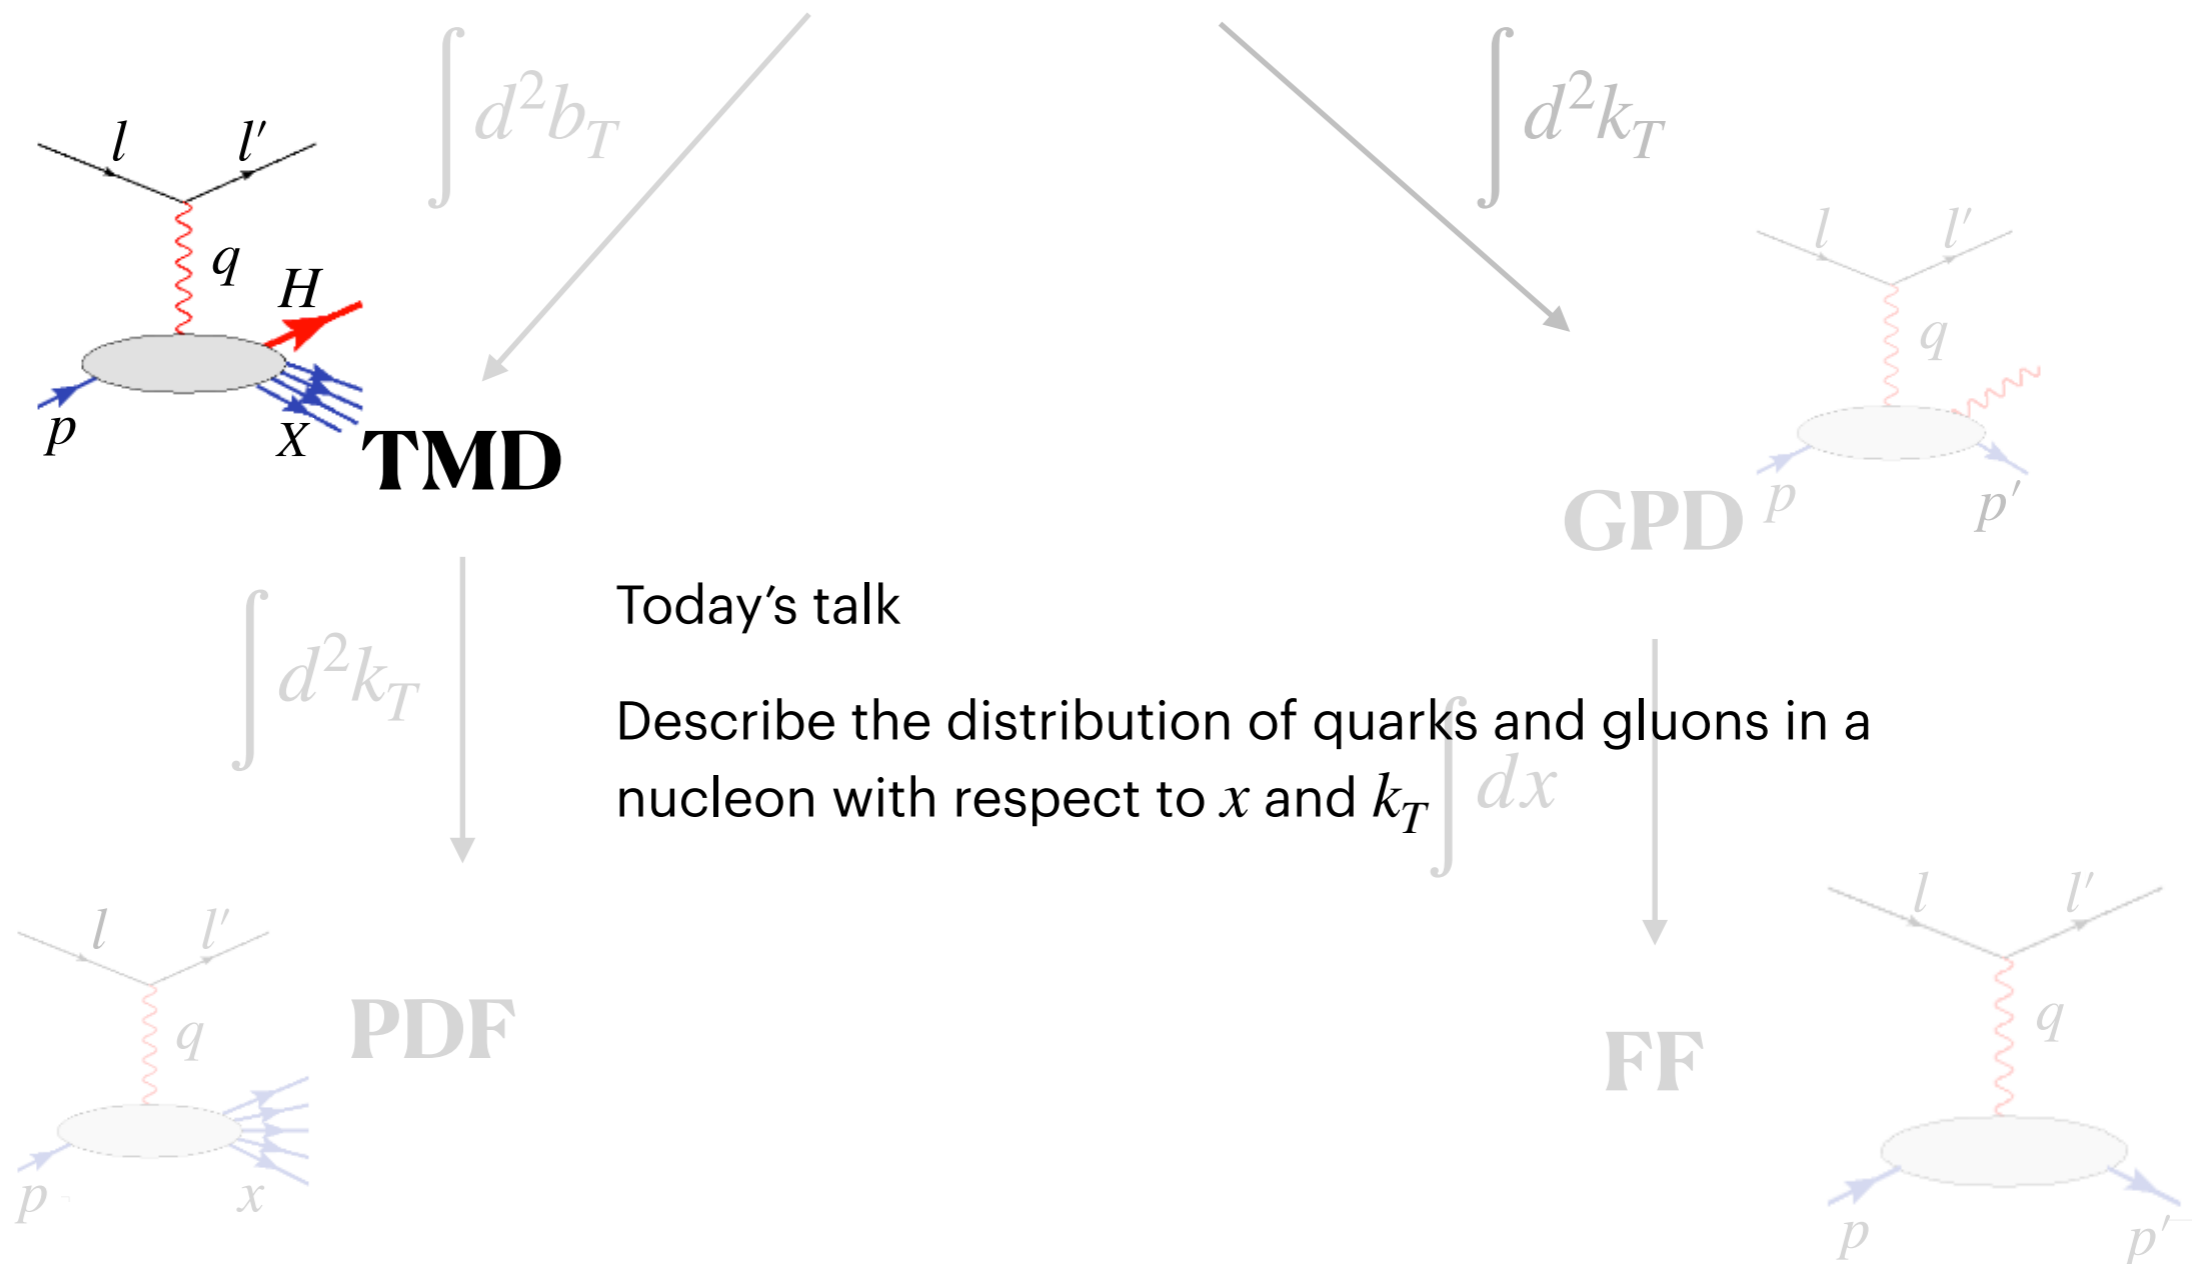 ∫ d²b_T
∫ d²k_T
l l′
q
H
p X
TMD
l l′
q
GPD p p′
Today’s talk
∫ d²k_T
Describe the distribution of quarks and gluons in a
nucleon with respect to x and k_T
∫ dx
l l′
q
PDF
p x
l l′
q
FF
p p′